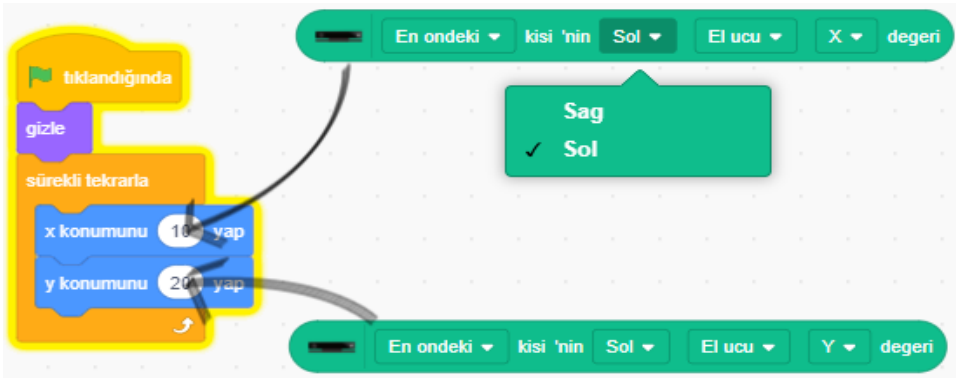 En ondeki kisi 'nin Sol El ucu X degeri
Sag
✓ Sol
tıklandığında
gizle
sürekli tekrarla
x konumunu 10 yap
y konumunu 20 yap
En ondeki kisi 'nin Sol El ucu Y degeri